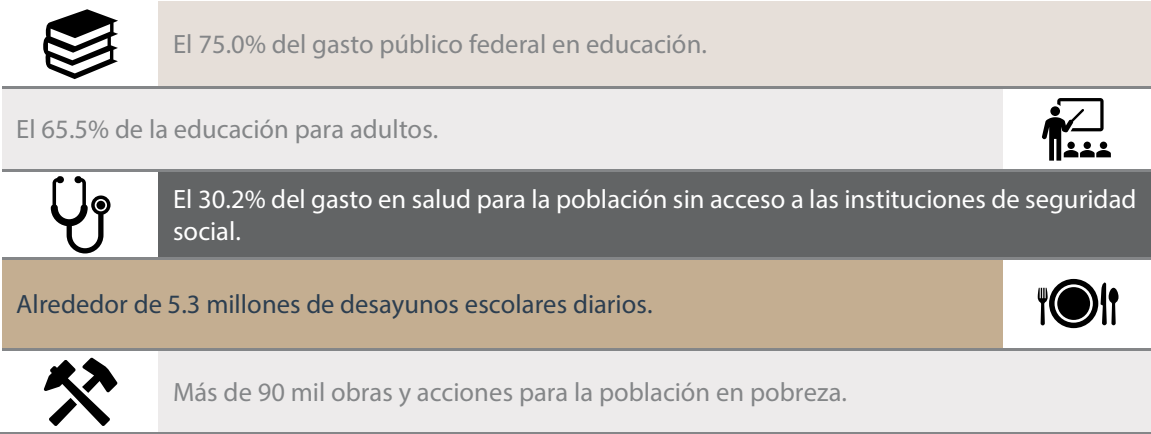 El 75.0% del gasto público federal en educación.
El 65.5% de la educación para adultos.
El 30.2% del gasto en salud para la población sin acceso a las instituciones de seguridad
social.
Alrededor de 5.3 millones de desayunos escolares diarios.
Más de 90 mil obras y acciones para la población en pobreza.